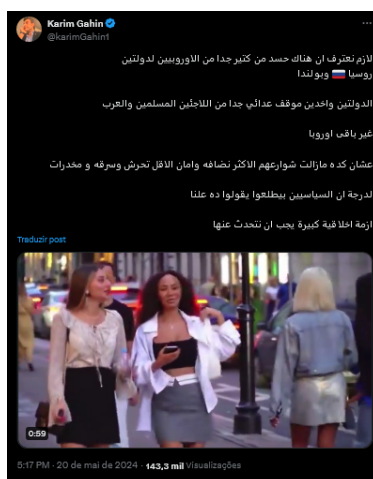 Karim Gahin
@karimGahin1
لازم نعترف ان هناك حسد من كتير جدا من الاوروبيين لدولتين
روسيا 🇷🇺 وبولندا
الدولتين واخدين موقف عدائي جدا من اللاجئين المسلمين والعرب
غير باقى اوروبا
عشان كده مازالت شوارعهم الاكثر نضافه وامان الاقل تحرش وسرقه و مخدرات
لدرجة ان السياسيين بيطلعوا يقولوا ده علنا
ازمة اخلاقية كبيرة يجب ان نتحدث عنها
Traduzir post
0:59
5:17 PM · 20 de mai de 2024 · 143,3 mil Visualizações